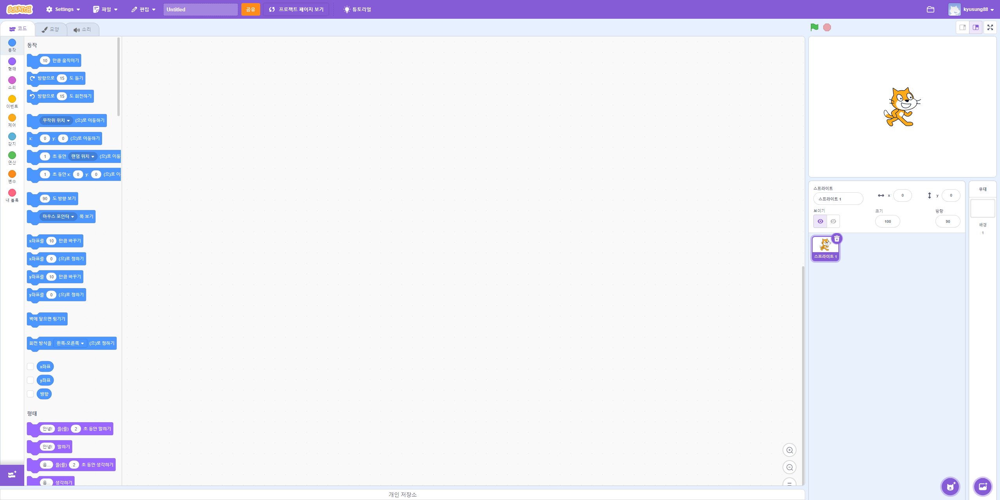 SCRATCH
Settings
파일
편집
Untitled
공유
프로젝트 페이지 보기
튜토리얼
kyusung88
코드
모양
소리
동작
형태
소리
이벤트
제어
감지
연산
변수
내 블록
동작
10 만큼 움직이기
방향으로 15 도 돌기
방향으로 15 도 회전하기
무작위 위치 (으)로 이동하기
x: 0 y: 0 (으)로 이동하기
1 초 동안 랜덤 위치 (으)로 이동
1 초 동안 x: 0 y: 0 (으)로 이
90 도 방향 보기
마우스 포인터 쪽 보기
x좌표를 10 만큼 바꾸기
x좌표를 0 (으)로 정하기
y좌표를 10 만큼 바꾸기
y좌표를 0 (으)로 정하기
벽에 닿으면 튕기기
회전 방식을 왼쪽-오른쪽 (으)로 정하기
x좌표
y좌표
방향
형태
안녕! 을(를) 2 초 동안 말하기
안녕! 말하기
음... 을(를) 2 초 동안 생각하기
음... 생각하기
개인 저장소
스프라이트
스프라이트 1
x 0
y 0
보이기
크기
100
방향
90
스프라이트 1
무대
배경
1